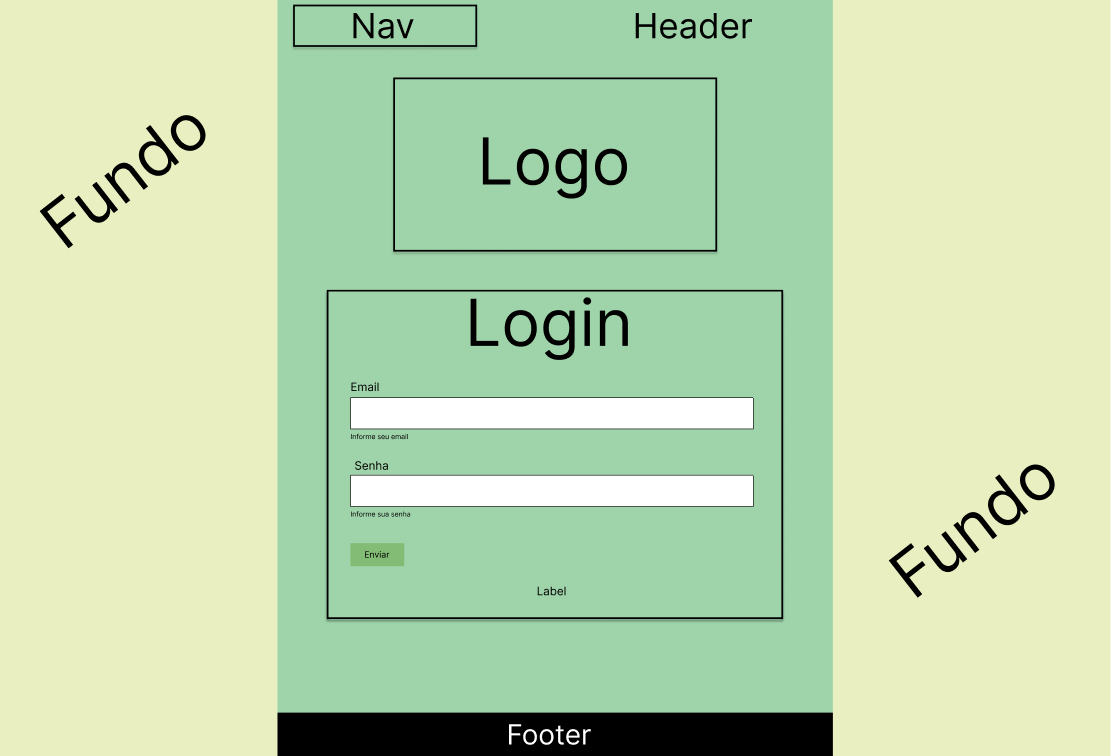 Nav
Header
Fundo
Logo
Login
Email
Informe seu email
Senha
Informe sua senha
Enviar
Label
Fundo
Footer